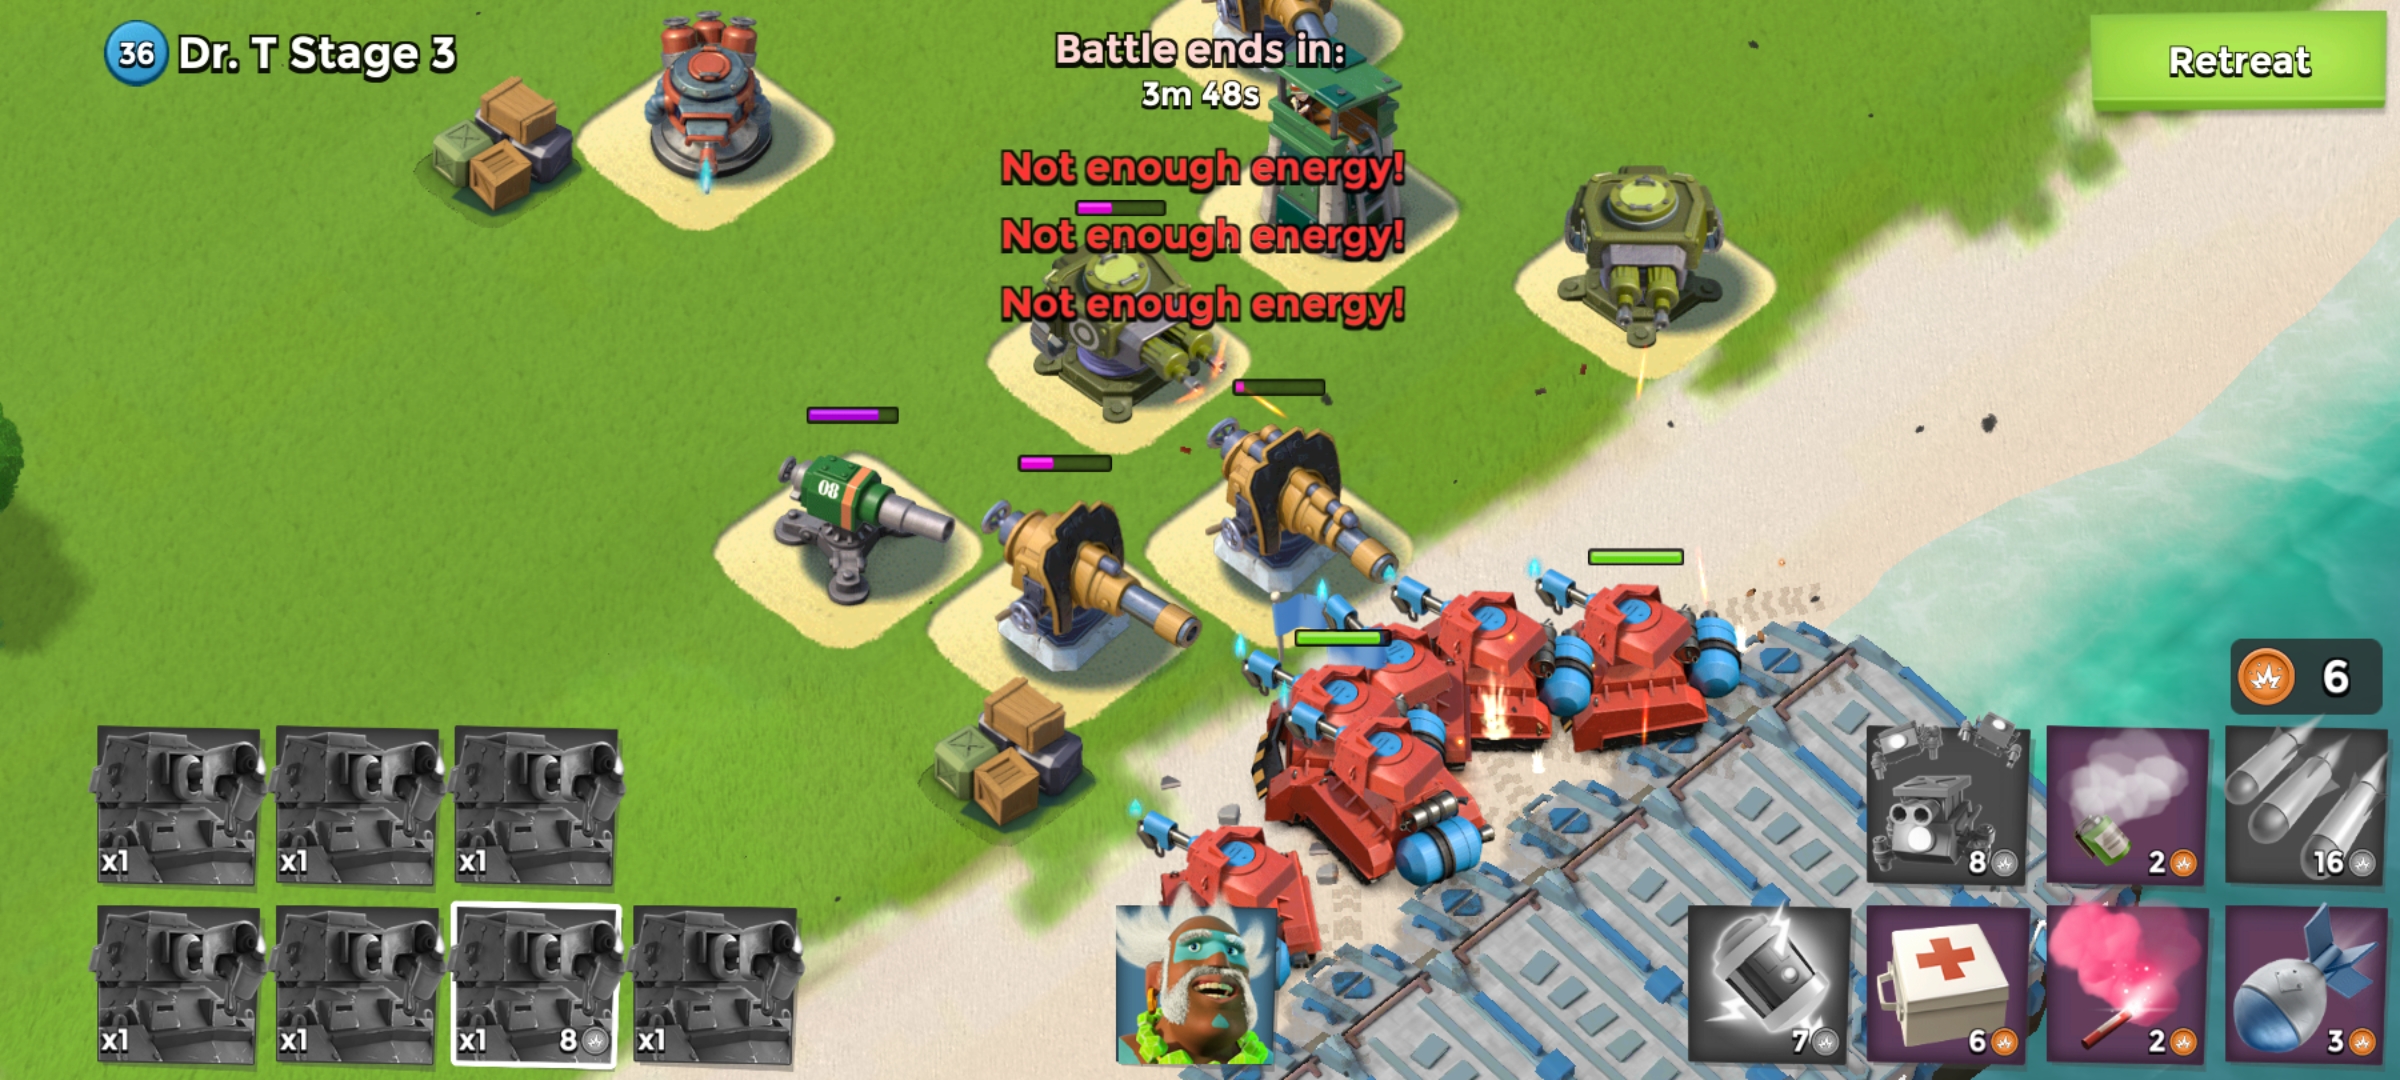 36 Dr. T Stage 3
Battle ends in:
3m 48s
Retreat
Not enough energy!
Not enough energy!
Not enough energy!
08
6
x1
x1
x1
8
2
16
x1
x1
x1 8
x1
7
6
2
3